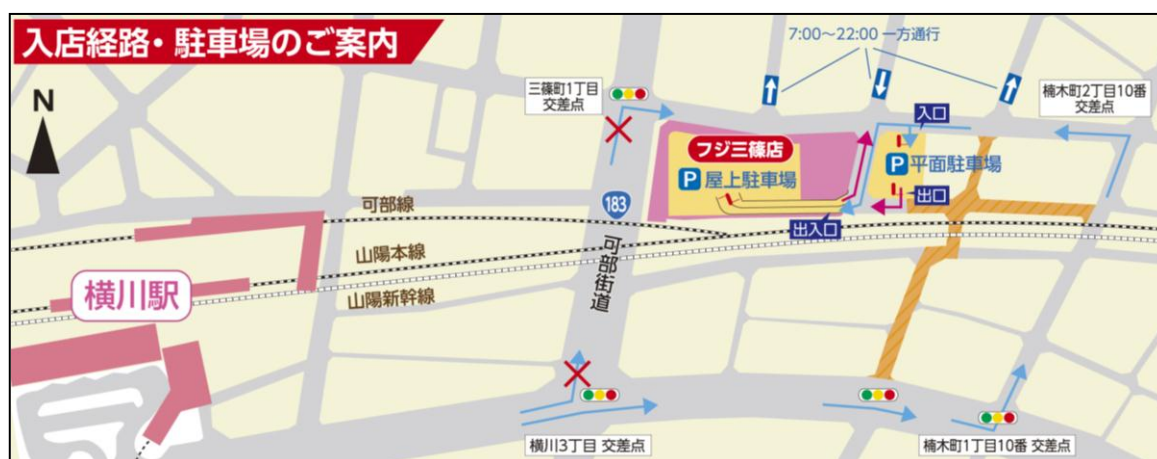 入店経路・駐車場のご案内
7:00～22:00 一方通行
N
三篠町1丁目
交差点
楠木町2丁目10番
交差点
入口
フジ三篠店
P 平面駐車場
P 屋上駐車場
出口
183
可部線
出入口
可部街道
山陽本線
横川駅
山陽新幹線
横川3丁目 交差点
楠木町1丁目10番 交差点